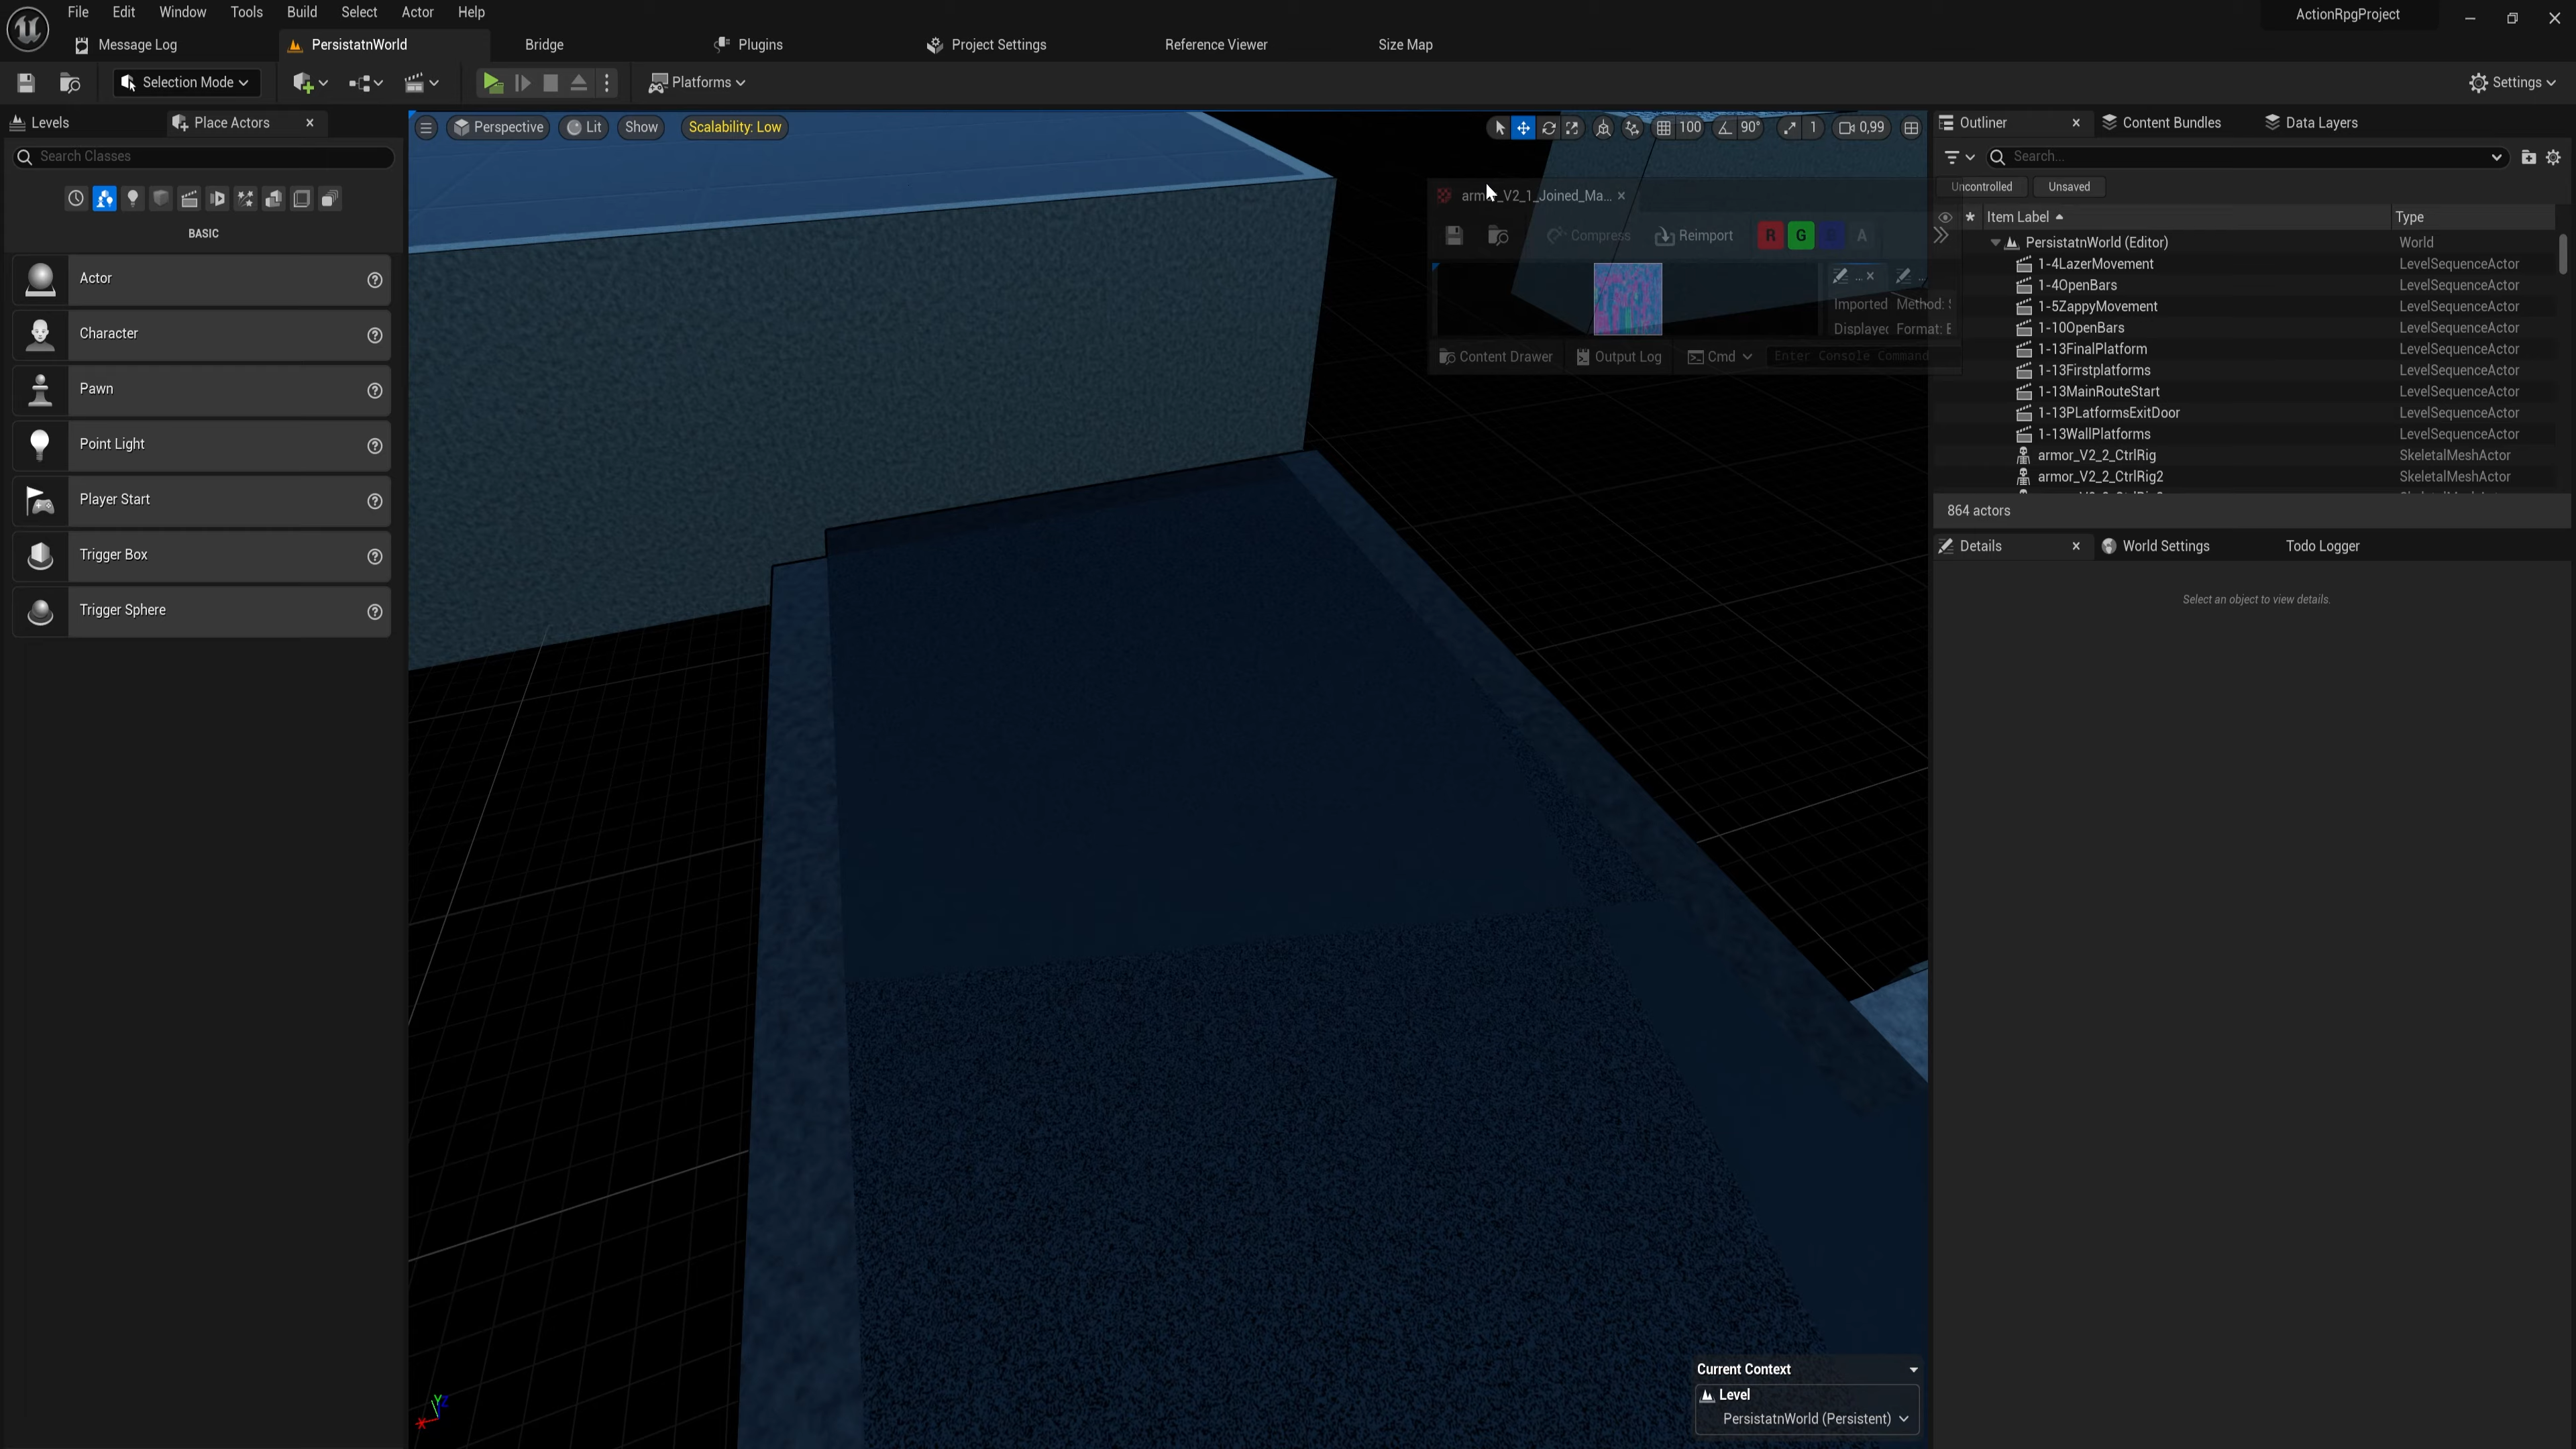 File Edit Window Tools Build Select Actor Help
ActionRpgProject
Message Log PersistatnWorld Bridge Plugins Project Settings Reference Viewer Size Map
Selection Mode Platforms Settings
Levels Place Actors
Search Classes
BASIC
Actor
Character
Pawn
Point Light
Player Start
Trigger Box
Trigger Sphere
Perspective Lit Show Scalability: Low
100 90° 1 0,99
armor_V2_1_Joined_Ma...
Compress Reimport R G A
... ...
Imported Method:
Displayed Format:
Content Drawer Output Log Cmd Enter Console Command
Current Context
Level
PersistatnWorld (Persistent)
Outliner Content Bundles Data Layers
Search...
Uncontrolled Unsaved
Item Label Type
PersistatnWorld (Editor) World
1-4LazerMovement LevelSequenceActor
1-4OpenBars LevelSequenceActor
1-5ZappyMovement LevelSequenceActor
1-10OpenBars LevelSequenceActor
1-13FinalPlatform LevelSequenceActor
1-13Firstplatforms LevelSequenceActor
1-13MainRouteStart LevelSequenceActor
1-13PLatformsExitDoor LevelSequenceActor
1-13WallPlatforms LevelSequenceActor
armor_V2_2_CtrlRig SkeletalMeshActor
armor_V2_2_CtrlRig2 SkeletalMeshActor
864 actors
Details World Settings Todo Logger
Select an object to view details.